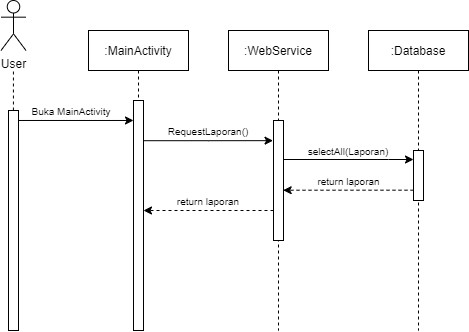 :MainActivity
:WebService
:Database
User
Buka MainActivity
RequestLaporan()
selectAll(Laporan)
return laporan
return laporan